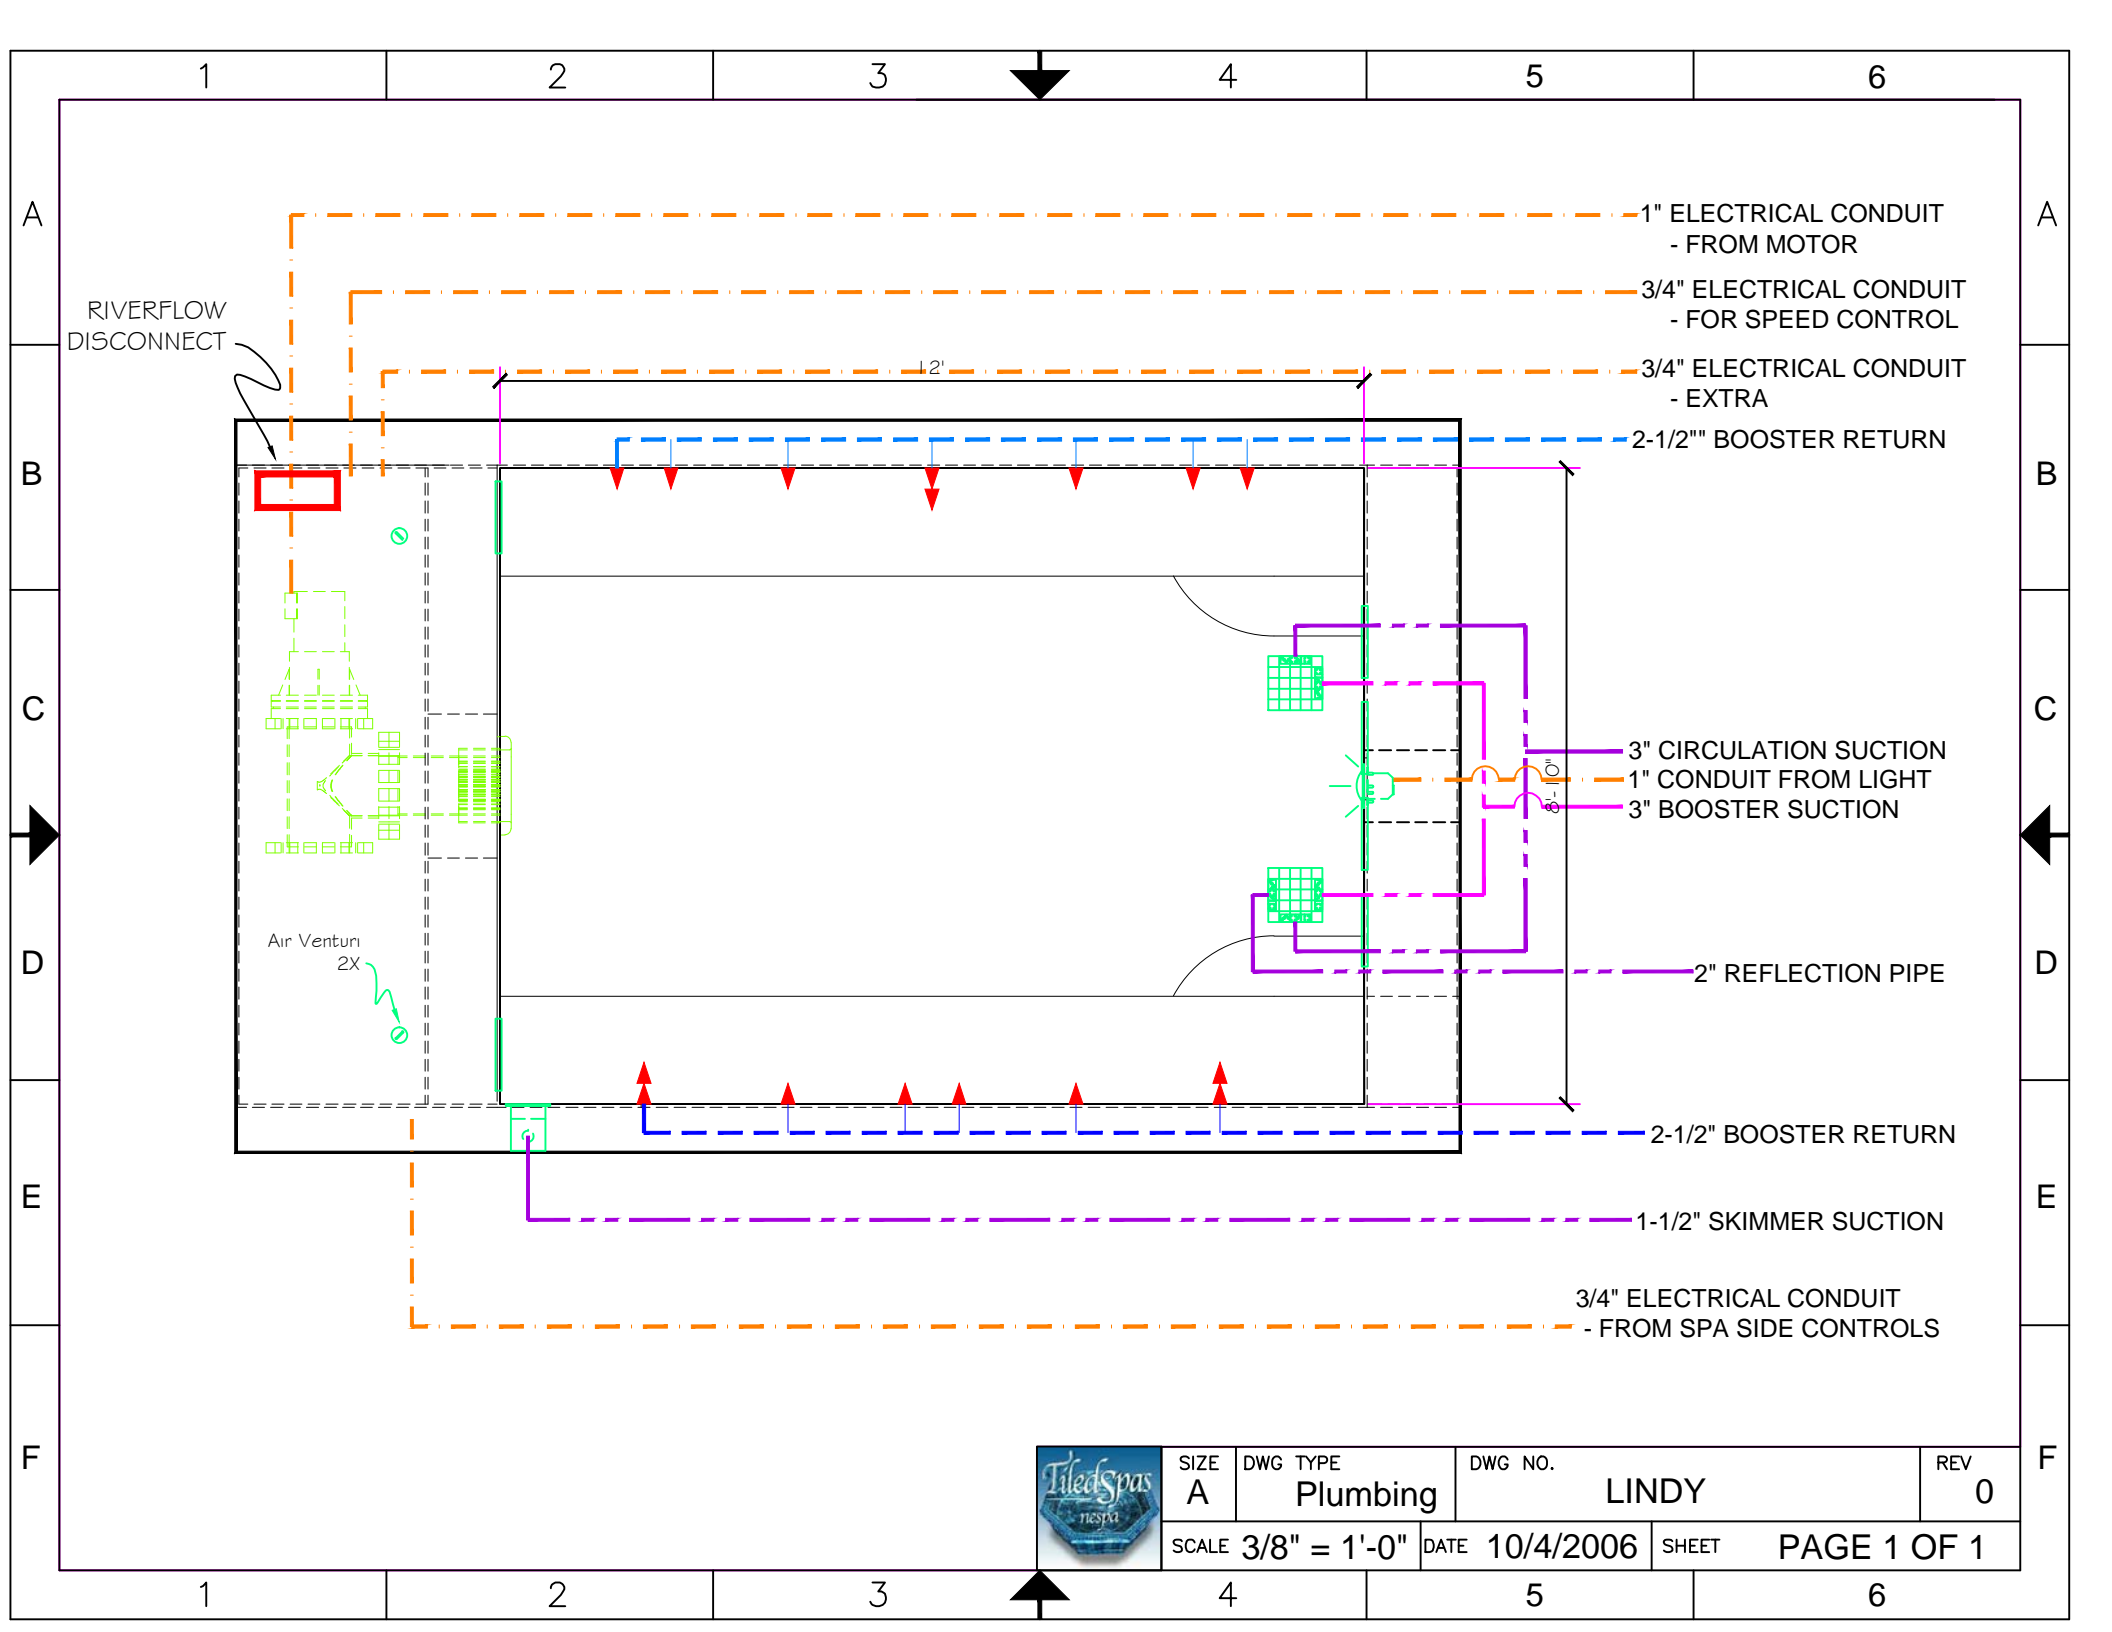 1 2 3 4 5 6
A A
1" ELECTRICAL CONDUIT
- FROM MOTOR
3/4" ELECTRICAL CONDUIT
- FOR SPEED CONTROL
RIVERFLOW
DISCONNECT
12'
3/4" ELECTRICAL CONDUIT
- EXTRA
2-1/2"" BOOSTER RETURN
B B
C C
3" CIRCULATION SUCTION
1" CONDUIT FROM LIGHT
3" BOOSTER SUCTION
8'-10"
Air Venturi
2X
D D
2" REFLECTION PIPE
2-1/2" BOOSTER RETURN
E E
1-1/2" SKIMMER SUCTION
3/4" ELECTRICAL CONDUIT
- FROM SPA SIDE CONTROLS
F F
TiledSpas
nespa
SIZE
A
DWG TYPE
Plumbing
DWG NO.
LINDY
REV
0
SCALE 3/8" = 1'-0"
DATE 10/4/2006
SHEET PAGE 1 OF 1
1 2 3 4 5 6